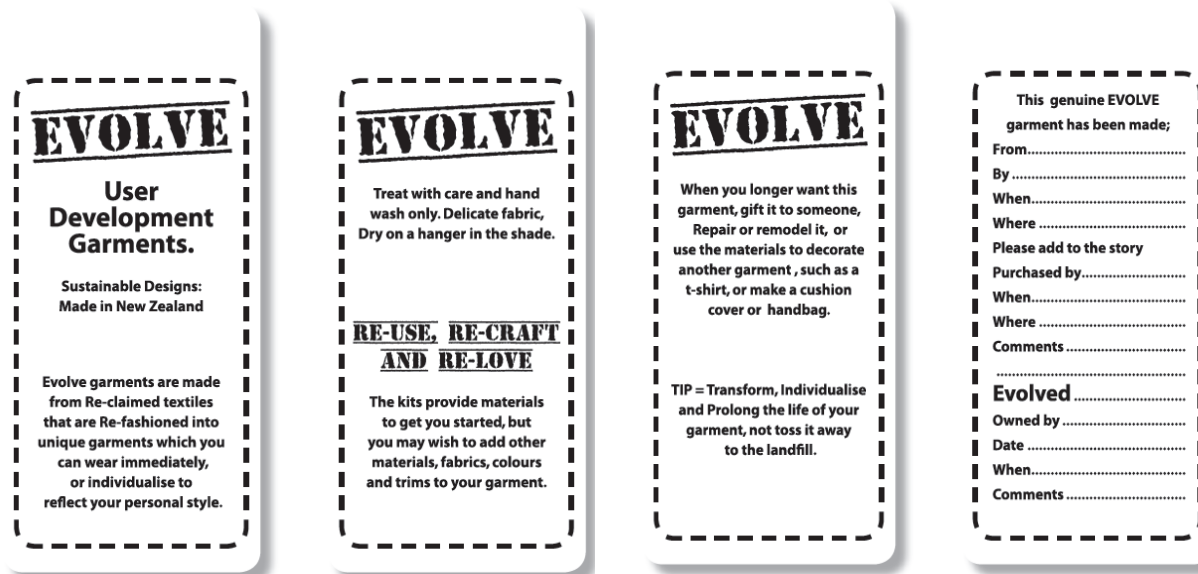 EVOLVE
User
Development
Garments.
Sustainable Designs:
Made in New Zealand
Evolve garments are made
from Re-claimed textiles
that are Re-fashioned into
unique garments which you
can wear immediately,
or individualise to
reflect your personal style.
EVOLVE
Treat with care and hand
wash only. Delicate fabric,
Dry on a hanger in the shade.
RE-USE, RE-CRAFT
AND RE-LOVE
The kits provide materials
to get you started, but
you may wish to add other
materials, fabrics, colours
and trims to your garment.
EVOLVE
When you longer want this
garment, gift it to someone,
Repair or remodel it, or
use the materials to decorate
another garment , such as a
t-shirt, or make a cushion
cover or handbag.
TIP = Transform, Individualise
and Prolong the life of your
garment, not toss it away
to the landfill.
This genuine EVOLVE
garment has been made;
From........................................
By ............................................
When.......................................
Where .....................................
Please add to the story
Purchased by..........................
When.......................................
Where .....................................
Comments ..............................
................................................
Evolved ............................
Owned by ...............................
Date ........................................
When.......................................
Comments ..............................